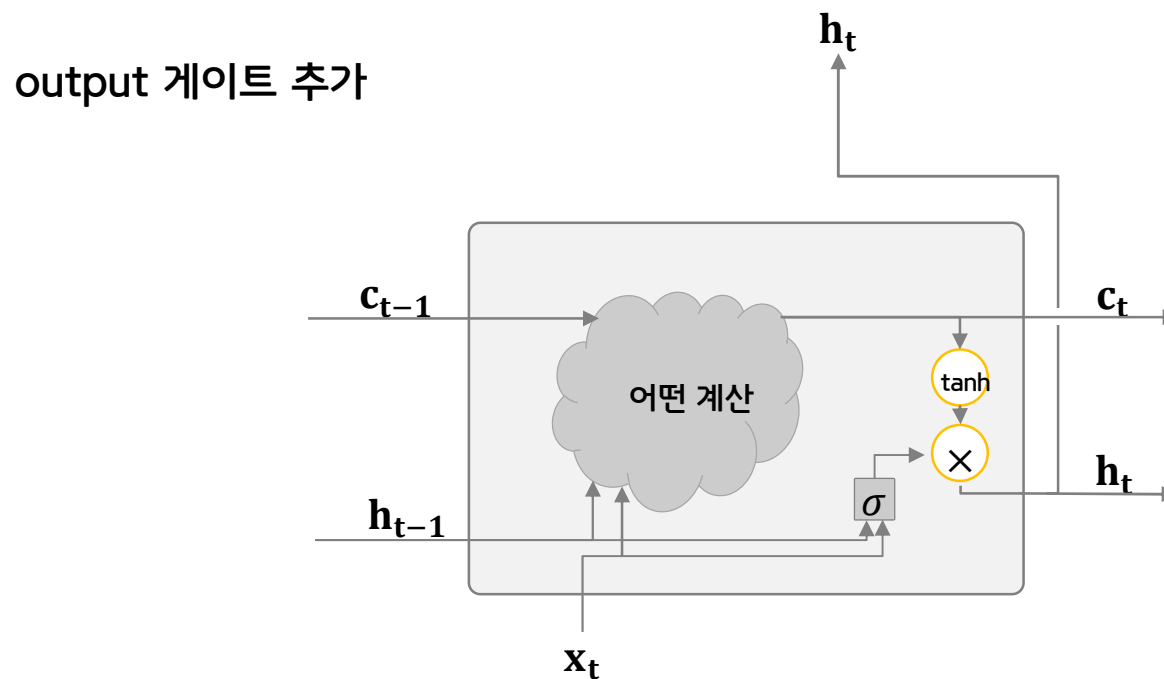 h_t
output 게이트 추가
c_{t−1}
c_t
tanh
어떤 계산
×
h_t
σ
h_{t−1}
x_t